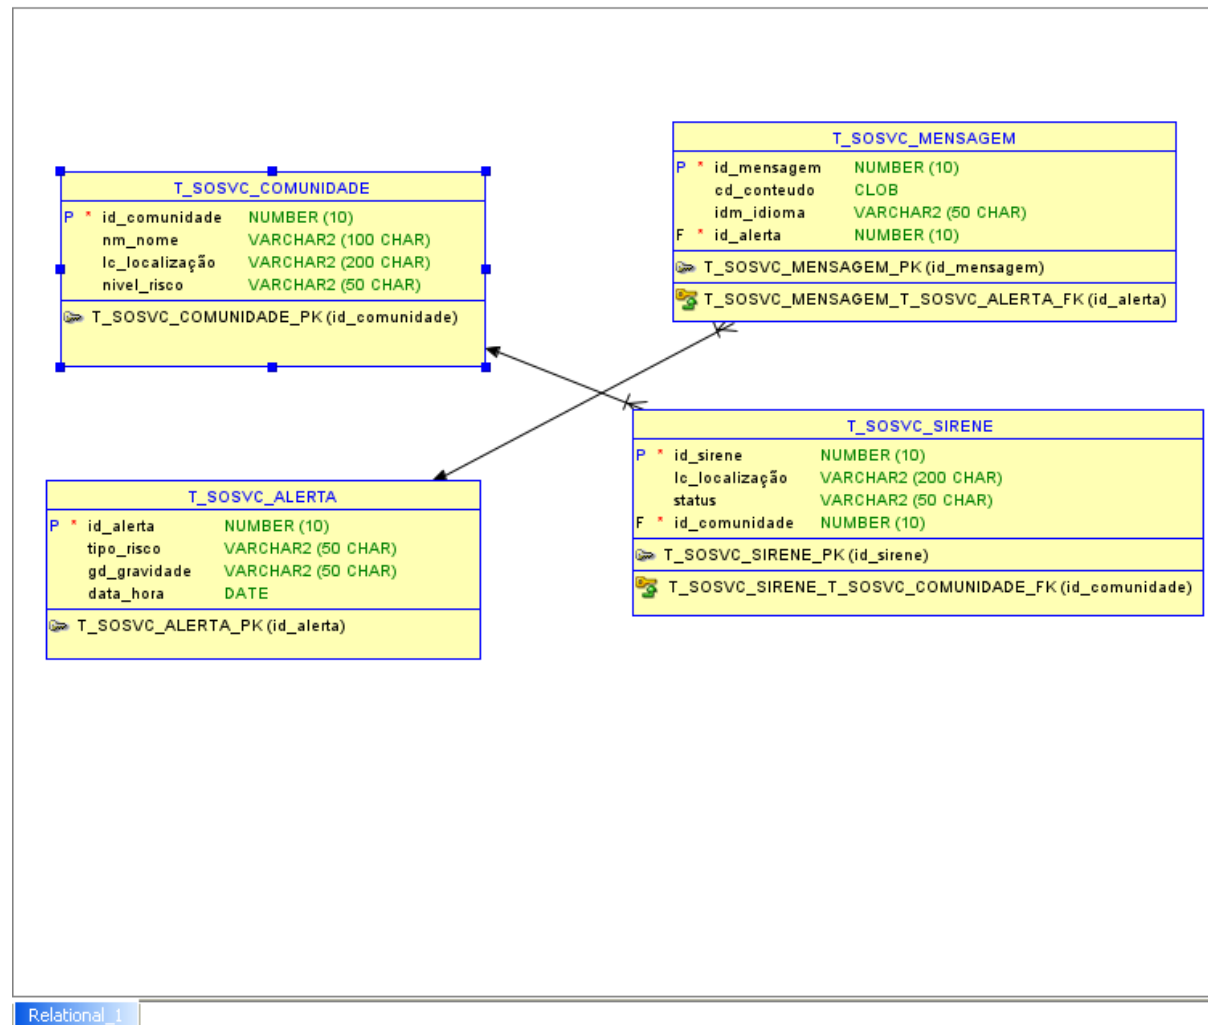 T_SOSVC_COMUNIDADE
P * id_comunidade NUMBER (10)
nm_nome VARCHAR2 (100 CHAR)
lc_localização VARCHAR2 (200 CHAR)
nivel_risco VARCHAR2 (50 CHAR)
T_SOSVC_COMUNIDADE_PK (id_comunidade)
T_SOSVC_MENSAGEM
P * id_mensagem NUMBER (10)
cd_conteudo CLOB
idm_idioma VARCHAR2 (50 CHAR)
F * id_alerta NUMBER (10)
T_SOSVC_MENSAGEM_PK (id_mensagem)
T_SOSVC_MENSAGEM_T_SOSVC_ALERTA_FK (id_alerta)
T_SOSVC_ALERTA
P * id_alerta NUMBER (10)
tipo_risco VARCHAR2 (50 CHAR)
gd_gravidade VARCHAR2 (50 CHAR)
data_hora DATE
T_SOSVC_ALERTA_PK (id_alerta)
T_SOSVC_SIRENE
P * id_sirene NUMBER (10)
lc_localização VARCHAR2 (200 CHAR)
status VARCHAR2 (50 CHAR)
F * id_comunidade NUMBER (10)
T_SOSVC_SIRENE_PK (id_sirene)
T_SOSVC_SIRENE_T_SOSVC_COMUNIDADE_FK (id_comunidade)
Relational_1